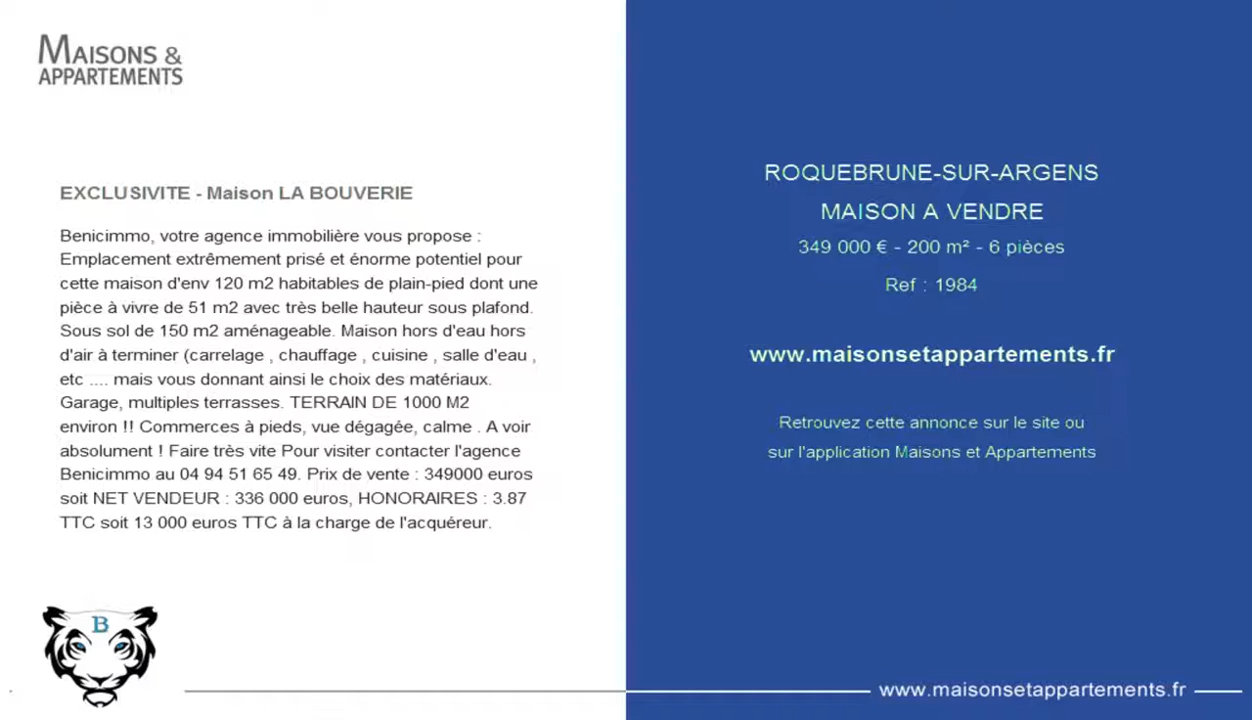 MAISONS &
APPARTEMENTS
EXCLUSIVITE - Maison LA BOUVERIE
Benicimmo, votre agence immobilière vous propose :
Emplacement extrêmement prisé et énorme potentiel pour
cette maison d'env 120 m2 habitables de plain-pied dont une
pièce à vivre de 51 m2 avec très belle hauteur sous plafond.
Sous sol de 150 m2 aménageable. Maison hors d'eau hors
d'air à terminer (carrelage , chauffage , cuisine , salle d'eau ,
etc .... mais vous donnant ainsi le choix des matériaux.
Garage, multiples terrasses. TERRAIN DE 1000 M2
environ !! Commerces à pieds, vue dégagée, calme . A voir
absolument ! Faire très vite Pour visiter contacter l'agence
Benicimmo au 04 94 51 65 49. Prix de vente : 349000 euros
soit NET VENDEUR : 336 000 euros, HONORAIRES : 3.87
TTC soit 13 000 euros TTC à la charge de l'acquéreur.
B
ROQUEBRUNE-SUR-ARGENS
MAISON A VENDRE
349 000 € - 200 m² - 6 pièces
Ref : 1984
www.maisonsetappartements.fr
Retrouvez cette annonce sur le site ou
sur l'application Maisons et Appartements
www.maisonsetappartements.fr